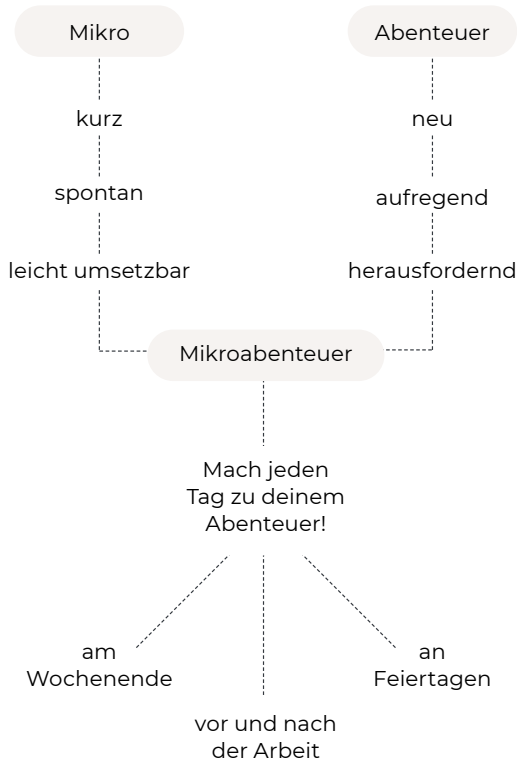 Mikro
Abenteuer
kurz
neu
spontan
aufregend
leicht umsetzbar
herausfordernd
Mikroabenteuer
Mach jeden
Tag zu deinem
Abenteuer!
am
Wochenende
an
Feiertagen
vor und nach
der Arbeit